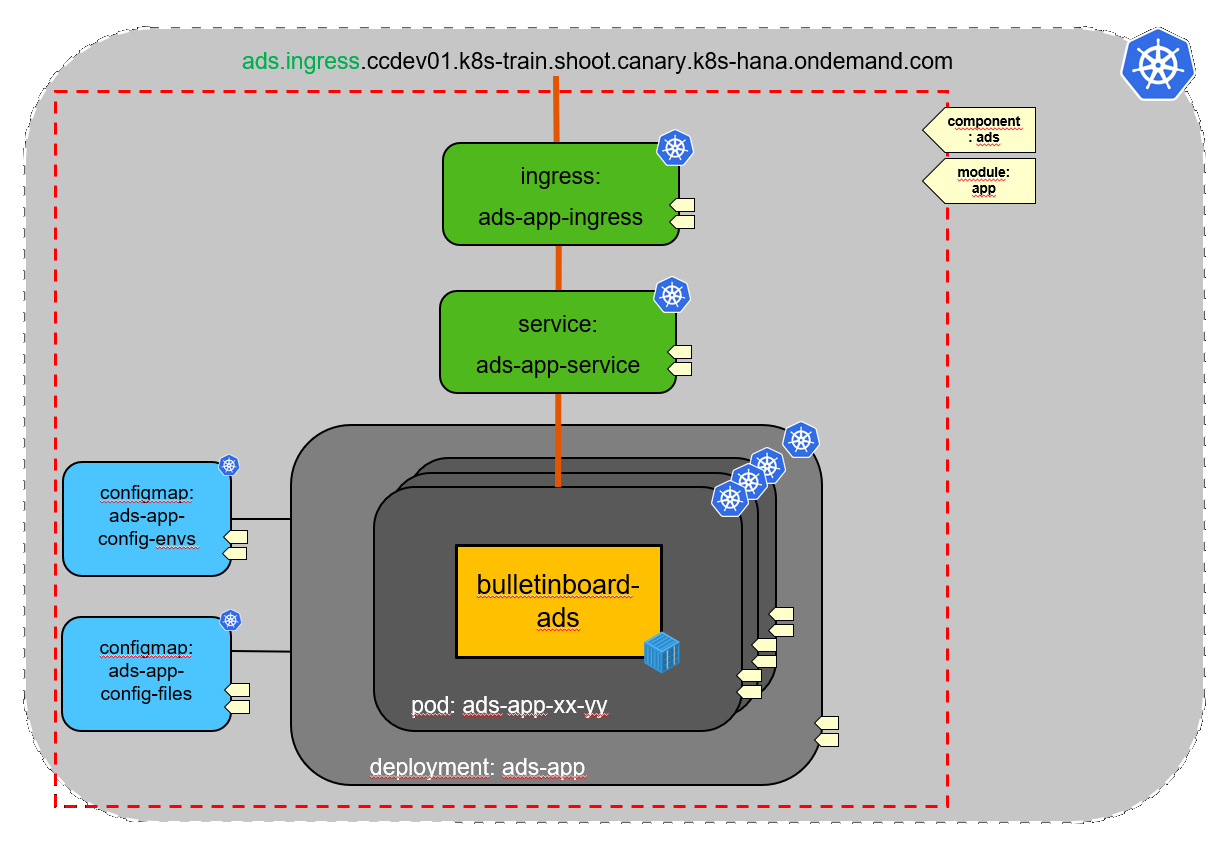 ads.ingress.ccdev01.k8s-train.shoot.canary.k8s-hana.ondemand.com
component
: ads
module:
app
ingress:
ads-app-ingress
service:
ads-app-service
configmap:
ads-app-
config-envs
configmap:
ads-app-
config-files
bulletinboard-
ads
pod: ads-app-xx-yy
deployment: ads-app